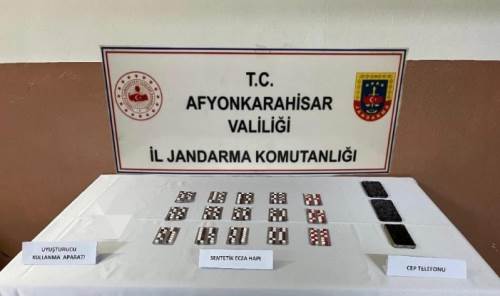 T.C.
AFYONKARAHİSAR
VALİLİĞİ
İL JANDARMA KOMUTANLIĞI
UYUŞTURUCU
KULLANMA APARATI
SENTETİK ECZA HAPI
CEP TELEFONU